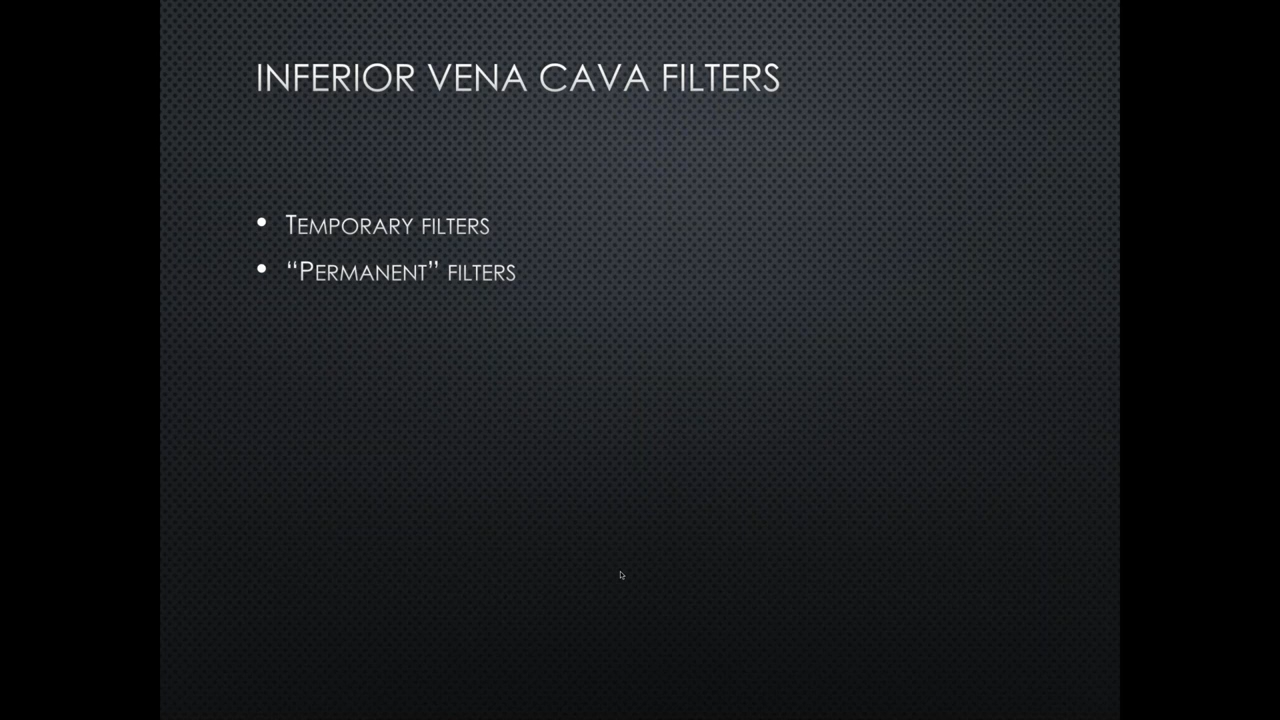 INFERIOR VENA CAVA FILTERS
• TEMPORARY FILTERS
• “PERMANENT” FILTERS